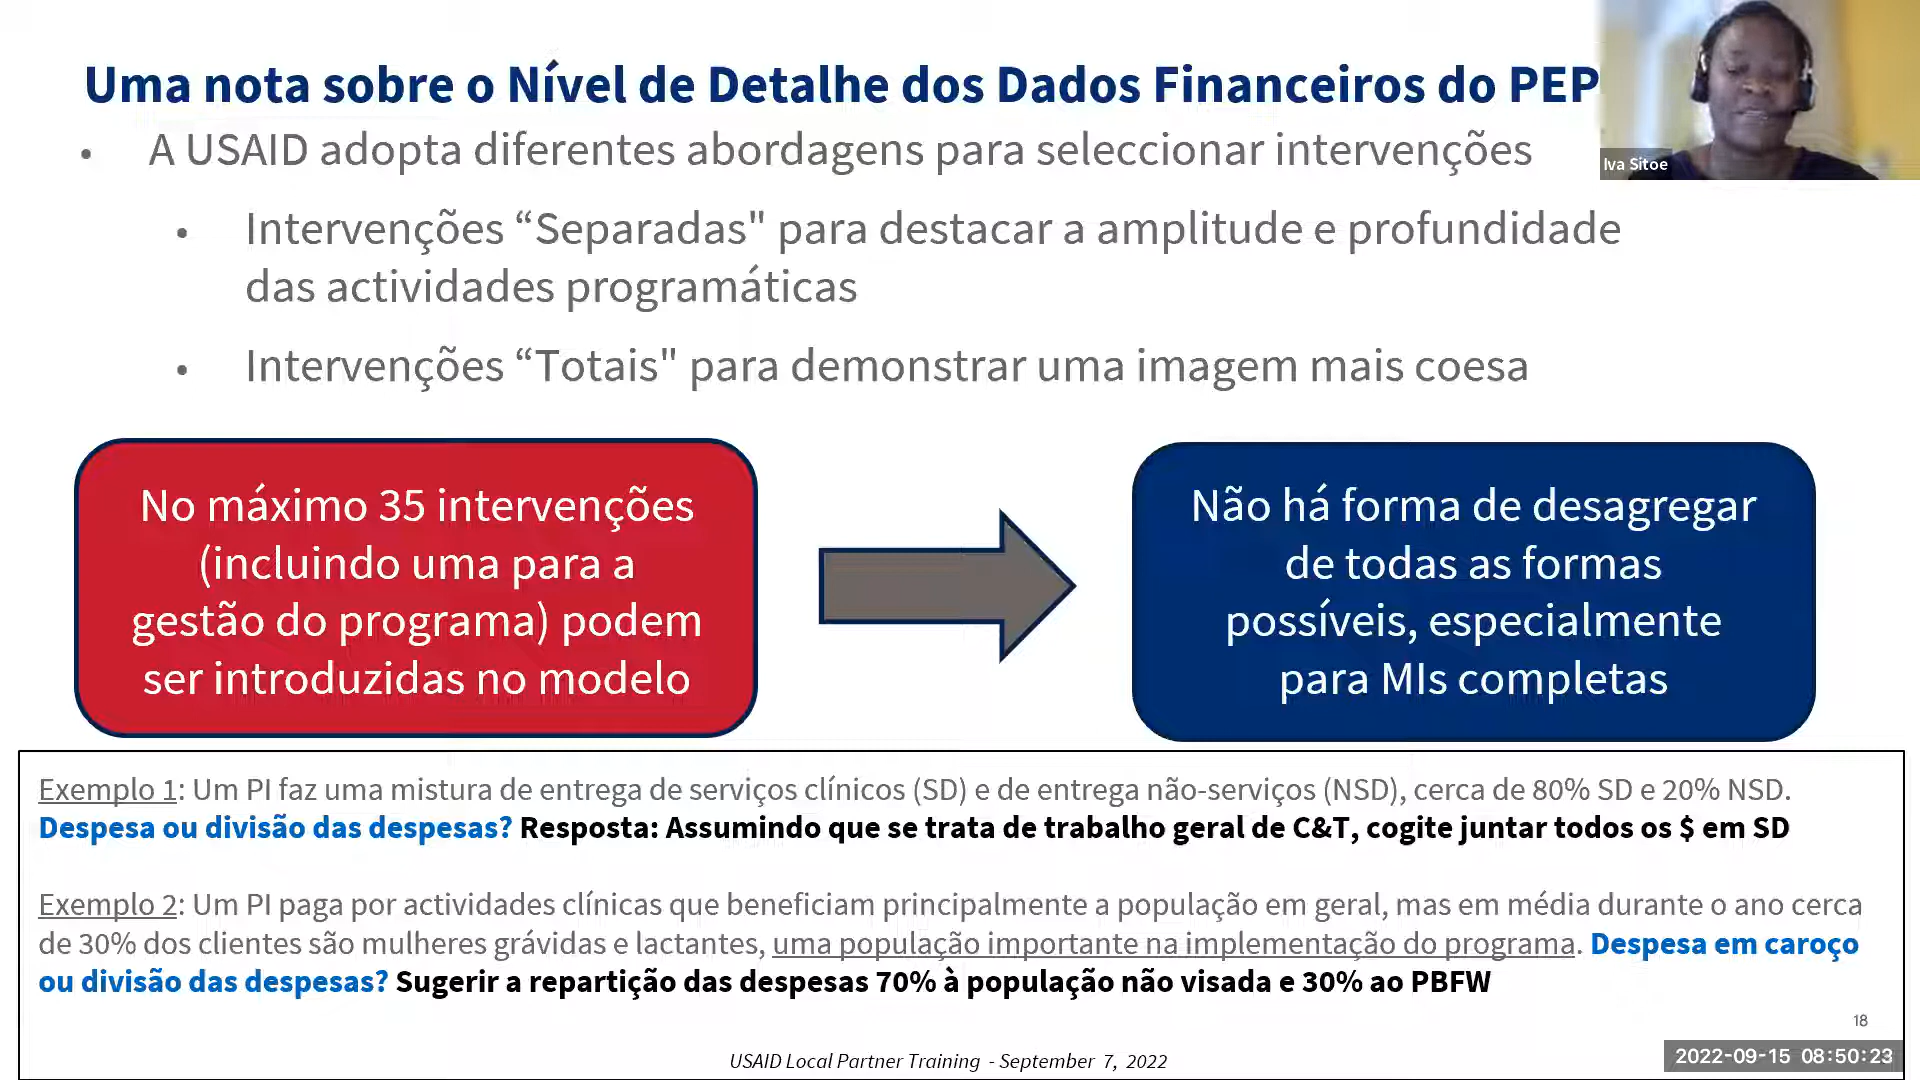 Uma nota sobre o Nível de Detalhe dos Dados Financeiros do PEP
Iva Sitoe
• A USAID adopta diferentes abordagens para seleccionar intervenções
• Intervenções “Separadas" para destacar a amplitude e profundidade
das actividades programáticas
• Intervenções “Totais" para demonstrar uma imagem mais coesa
No máximo 35 intervenções
(incluindo uma para a
gestão do programa) podem
ser introduzidas no modelo
Não há forma de desagregar
de todas as formas
possíveis, especialmente
para MIs completas
Exemplo 1: Um PI faz uma mistura de entrega de serviços clínicos (SD) e de entrega não-serviços (NSD), cerca de 80% SD e 20% NSD.
Despesa ou divisão das despesas? Resposta: Assumindo que se trata de trabalho geral de C&T, cogite juntar todos os $ em SD
Exemplo 2: Um PI paga por actividades clínicas que beneficiam principalmente a população em geral, mas em média durante o ano cerca
de 30% dos clientes são mulheres grávidas e lactantes, uma população importante na implementação do programa. Despesa em caroço
ou divisão das despesas? Sugerir a repartição das despesas 70% à população não visada e 30% ao PBFW
18
USAID Local Partner Training - September 7, 2022
2022-09-15 08:50:23